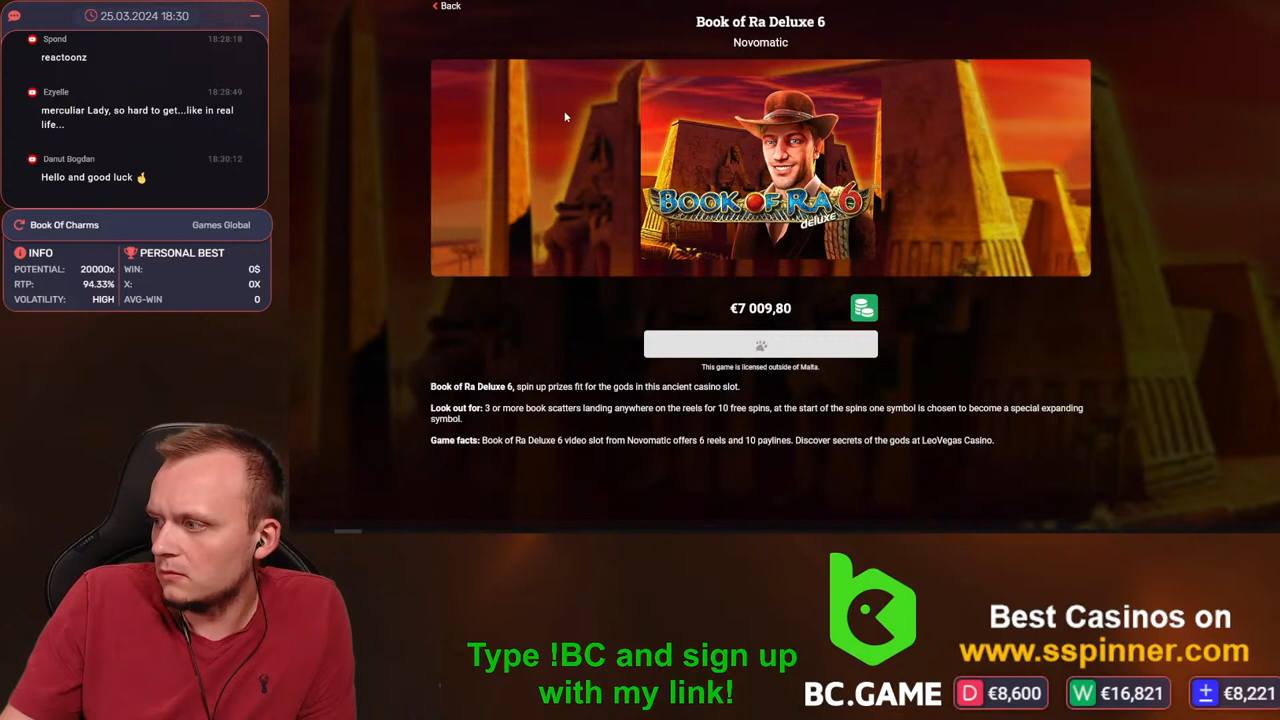 25.03.2024 18:30
Spond 18:28:18
reactoonz
Ezyelle 18:28:49
merculiar Lady, so hard to get...like in real
life...
Danut Bogdan 18:30:12
Hello and good luck 🤞
Book Of Charms Games Global
INFO PERSONAL BEST
POTENTIAL: 20000x WIN: 0$
RTP: 94.33% X: 0X
VOLATILITY: HIGH AVG-WIN 0
Back
Book of Ra Deluxe 6
Novomatic
BOOK OF RA 6
deluxe
€7 009,80
This game is licensed outside of Malta.
Book of Ra Deluxe 6, spin up prizes fit for the gods in this ancient casino slot.
Look out for: 3 or more book scatters landing anywhere on the reels for 10 free spins, at the start of the spins one symbol is chosen to become a special expanding
symbol.
Game facts: Book of Ra Deluxe 6 video slot from Novomatic offers 6 reels and 10 paylines. Discover secrets of the gods at LeoVegas Casino.
Type !BC and sign up
with my link!
BC.GAME
Best Casinos on
www.sspinner.com
D €8,600
W €16,821
± €8,221